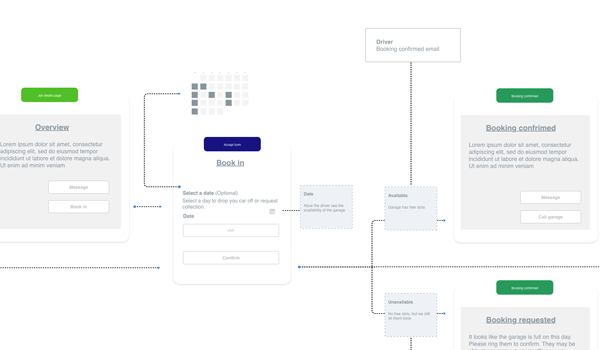 Driver
Booking confirmed email
Job details page
Booking confirmed
Overview
Lorem ipsum dolor sit amet, consectetur
adipiscing elit, sed do eiusmod tempor
incididunt ut labore et dolore magna aliqua.
Ut enim ad minim veniam
Message
Book in
Book in
Select a date (Optional)
Select a day to drop you car off or request
collection.
Date
Confirm
Date
Allow the driver see the
availability of the garage
Available
Garage has free slots
Booking confrimed
Lorem ipsum dolor sit amet, consectetur
adipiscing elit, sed do eiusmod tempor
incididunt ut labore et dolore magna aliqua.
Ut enim ad minim veniam
Message
Call garage
Unavailable
No free slots, but we still
let them book
Booking confirmed
Booking requested
It looks like the garage is full on this day.
Please ring them to confirm. They may be